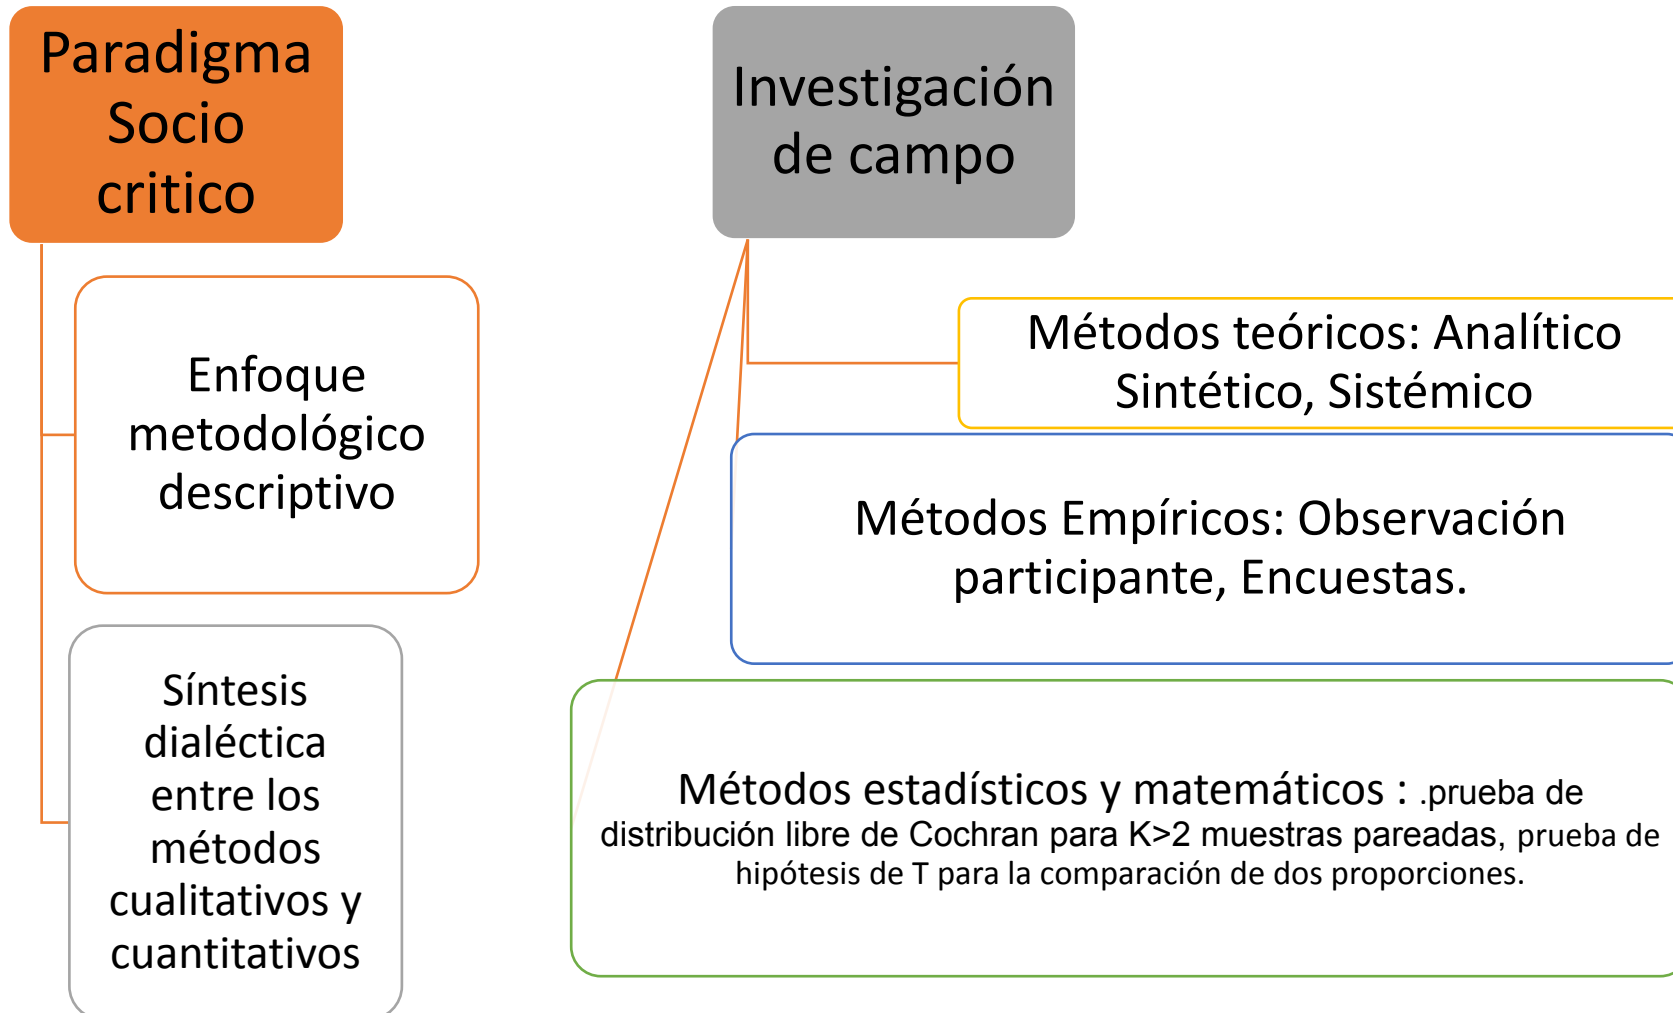 Paradigma
Socio
critico
Enfoque
metodológico
descriptivo
Síntesis
dialéctica
entre los
métodos
cualitativos y
cuantitativos
Investigación
de campo
Métodos teóricos: Analítico
Sintético, Sistémico
Métodos Empíricos: Observación
participante, Encuestas.
Métodos estadísticos y matemáticos : .prueba de
distribución libre de Cochran para K>2 muestras pareadas, prueba de
hipótesis de T para la comparación de dos proporciones.